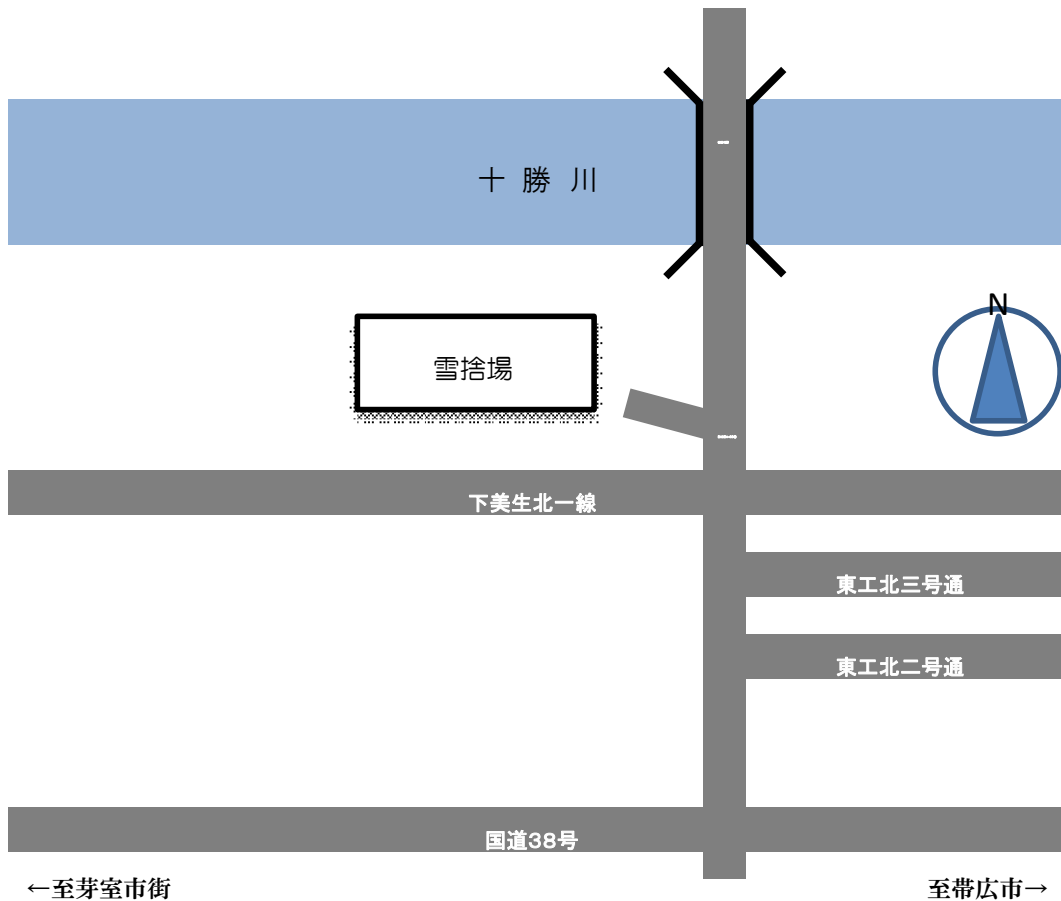 十勝川
N
雪捨場
下美生北一線
東工北三号通
東工北二号通
国道38号
←至芽室市街
至帯広市→